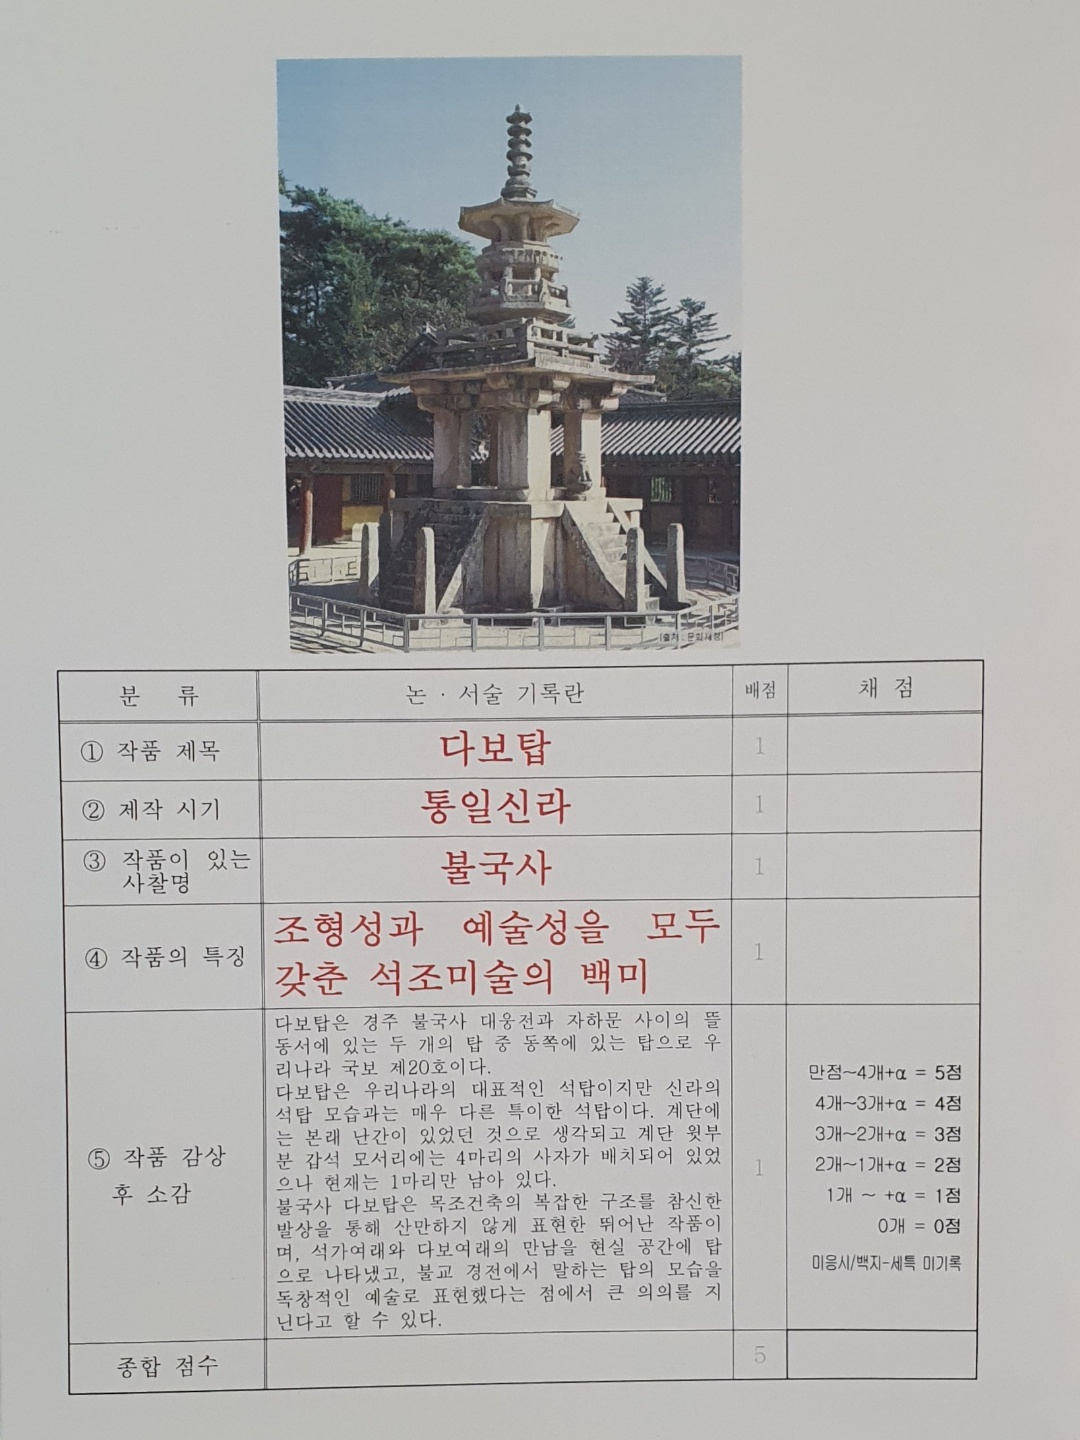 [출처 : 문화재청]
분 류 논 · 서술 기록란 배점 채 점
① 작품 제목 다보탑 1
② 제작 시기 통일신라 1
③ 작품이 있는
사찰명 불국사 1
④ 작품의 특징 조형성과 예술성을 모두
갖춘 석조미술의 백미 1
⑤ 작품 감상
후 소감
다보탑은 경주 불국사 대웅전과 자하문 사이의 뜰
동서에 있는 두 개의 탑 중 동쪽에 있는 탑으로 우
리나라 국보 제20호이다.
다보탑은 우리나라의 대표적인 석탑이지만 신라의
석탑 모습과는 매우 다른 특이한 석탑이다. 계단에
는 본래 난간이 있었던 것으로 생각되고 계단 윗부
분 갑석 모서리에는 4마리의 사자가 배치되어 있었
으나 현재는 1마리만 남아 있다.
불국사 다보탑은 목조건축의 복잡한 구조를 참신한
발상을 통해 산만하지 않게 표현한 뛰어난 작품이
며, 석가여래와 다보여래의 만남을 현실 공간에 탑
으로 나타냈고, 불교 경전에서 말하는 탑의 모습을
독창적인 예술로 표현했다는 점에서 큰 의의를 지
닌다고 할 수 있다.
1
만점~4개+α = 5점
4개~3개+α = 4점
3개~2개+α = 3점
2개~1개+α = 2점
1개 ~ +α = 1점
0개 = 0점
미응시/백지-세특 미기록
종합 점수 5